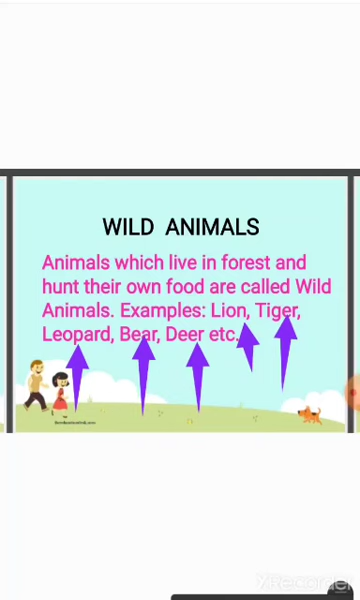 WILD ANIMALS
Animals which live in forest and
hunt their own food are called Wild
Animals. Examples: Lion, Tiger,
Leopard, Bear, Deer etc.